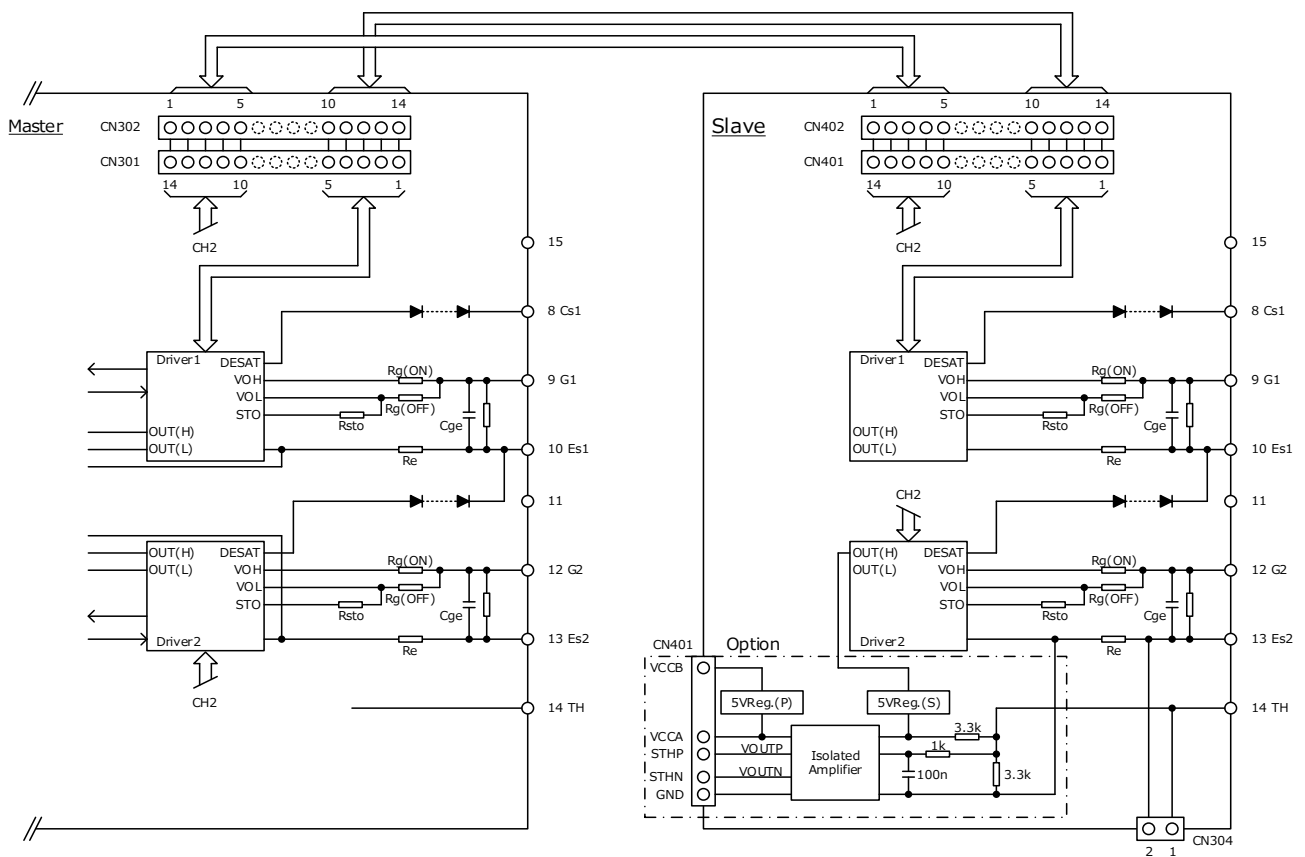 1 5 10 14 1 5 10 14
Master CN302 Slave CN402
CN301 CN401
14 10 5 1 14 10 5 1
CH2 CH2
15 15
8 Cs1 8 Cs1
Driver1 DESAT Driver1 DESAT
Rg(ON) Rg(ON)
VOH 9 G1 VOH 9 G1
VOL VOL
Rg(OFF) Rg(OFF)
STO STO
Rsto Cge Rsto Cge
OUT(H) OUT(H)
OUT(L) 10 Es1 OUT(L) 10 Es1
Re Re
11 CH2 11
OUT(H) DESAT OUT(H) DESAT
Rg(ON) Rg(ON)
OUT(L) VOH 12 G2 OUT(L) VOH 12 G2
VOL VOL
Rg(OFF) Rg(OFF)
STO STO
Rsto Cge Rsto Cge
Driver2 13 Es2 Driver2 13 Es2
Re CN401 Option Re
VCCB
CH2
5VReg.(P) 5VReg.(S)
14 TH 14 TH
3.3k
VCCA
1k
STHP VOUTP Isolated Amplifier
STHN VOUTN 100n 3.3k
GND
CN304
2 1